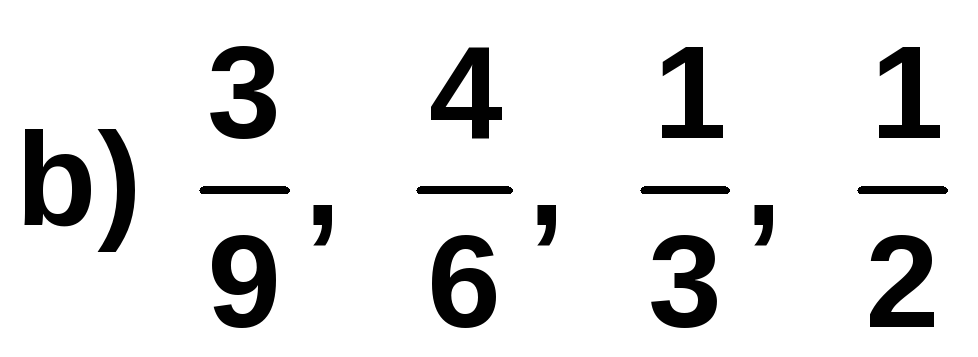 b) 3/9, 4/6, 1/3, 1/2